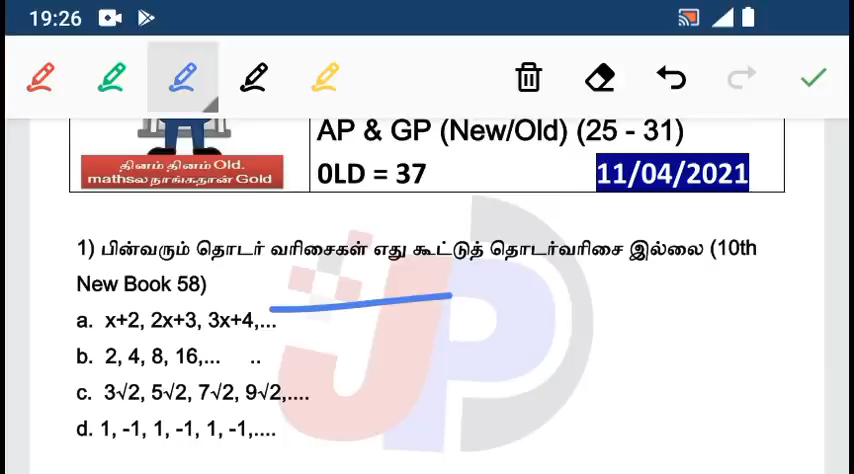 19:26
AP & GP (New/Old) (25 - 31)
தினம் தினம் Old.
mathsல நாங்கதான் Gold
0LD = 37
11/04/2021
1) பின்வரும் தொடர் வரிசைகள் எது கூட்டுத் தொடர்வரிசை இல்லை (10th
New Book 58)
a. x+2, 2x+3, 3x+4,...
b. 2, 4, 8, 16,... ..
c. 3√2, 5√2, 7√2, 9√2,....
d. 1, -1, 1, -1, 1, -1,....
JP